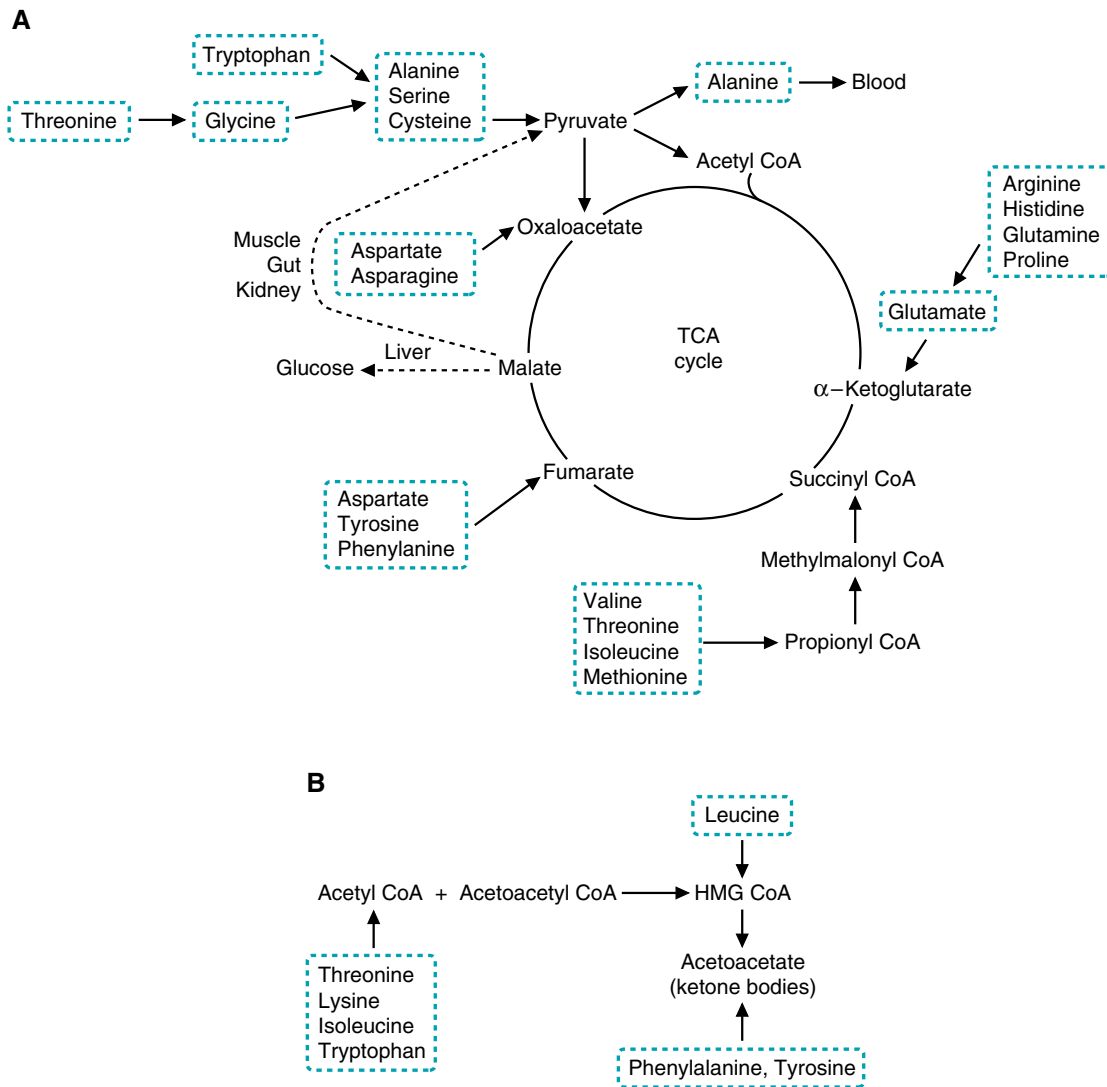 A
Tryptophan
Threonine
Glycine
Alanine
Serine
Cysteine
Pyruvate
Alanine
Blood
Acetyl CoA
Arginine
Histidine
Glutamine
Proline
Glutamate
Oxaloacetate
Aspartate
Asparagine
Muscle
Gut
Kidney
TCA
cycle
Liver
Glucose
Malate
α–Ketoglutarate
Fumarate
Succinyl CoA
Aspartate
Tyrosine
Phenylanine
Methylmalonyl CoA
Valine
Threonine
Isoleucine
Methionine
Propionyl CoA
B
Leucine
Acetyl CoA + Acetoacetyl CoA
HMG CoA
Threonine
Lysine
Isoleucine
Tryptophan
Acetoacetate
(ketone bodies)
Phenylalanine, Tyrosine